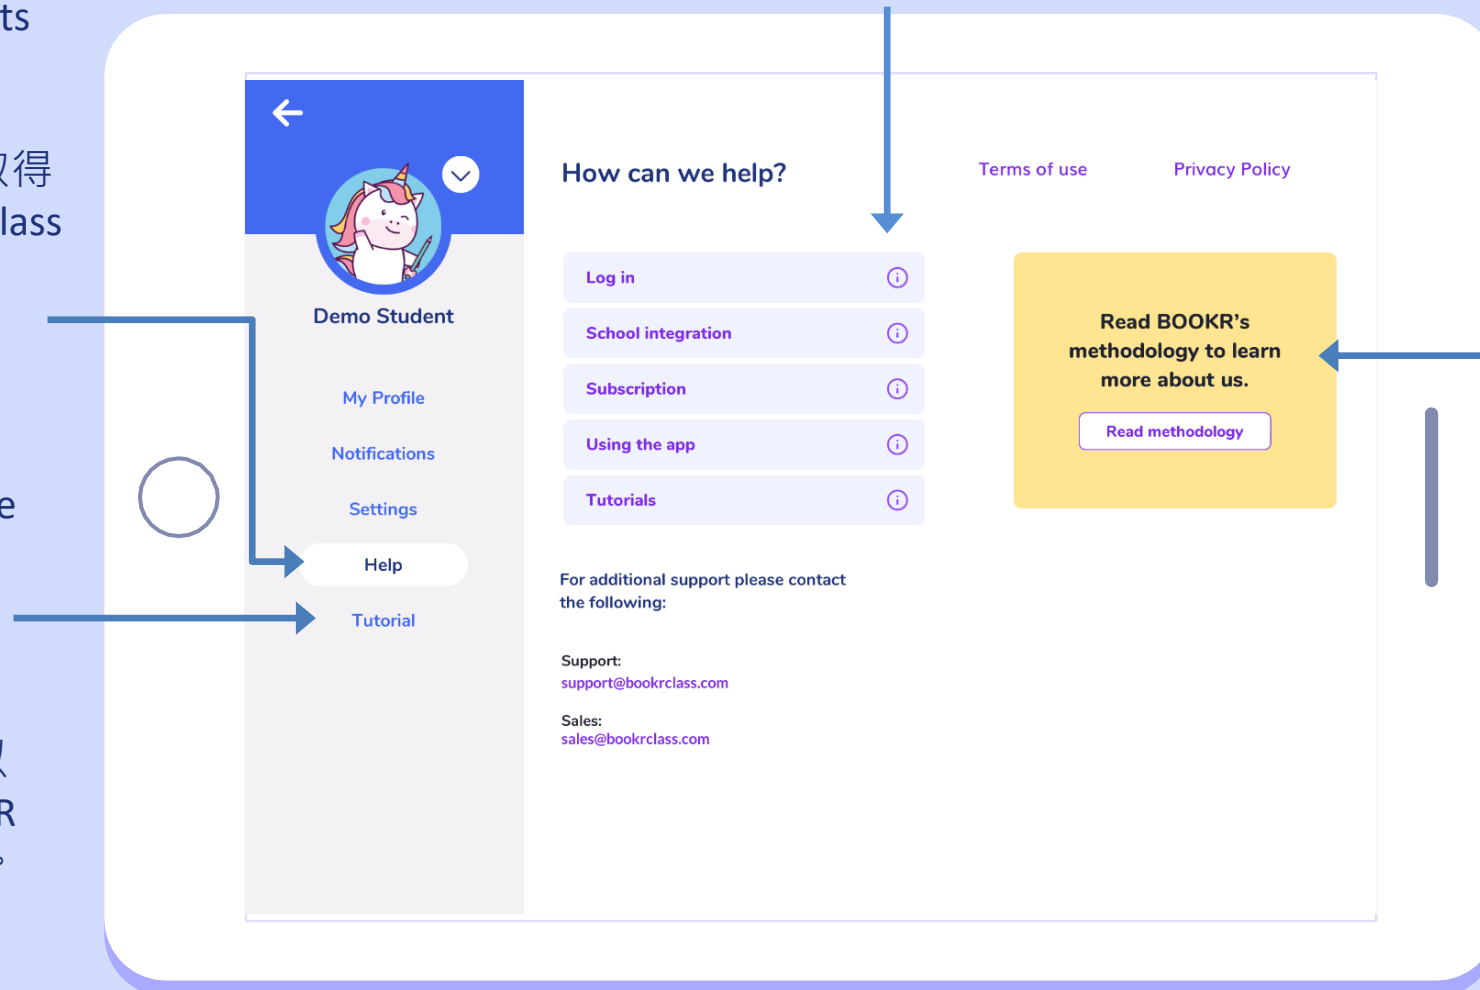 ts
取得
lass
e
以
R
。
Demo Student
My Profile
Notifications
Settings
Help
Tutorial
How can we help?
Terms of use
Privacy Policy
Log in
School integration
Subscription
Using the app
Tutorials
Read BOOKR's
methodology to learn
more about us.
Read methodology
For additional support please contact
the following:
Support:
support@bookrclass.com
Sales:
sales@bookrclass.com